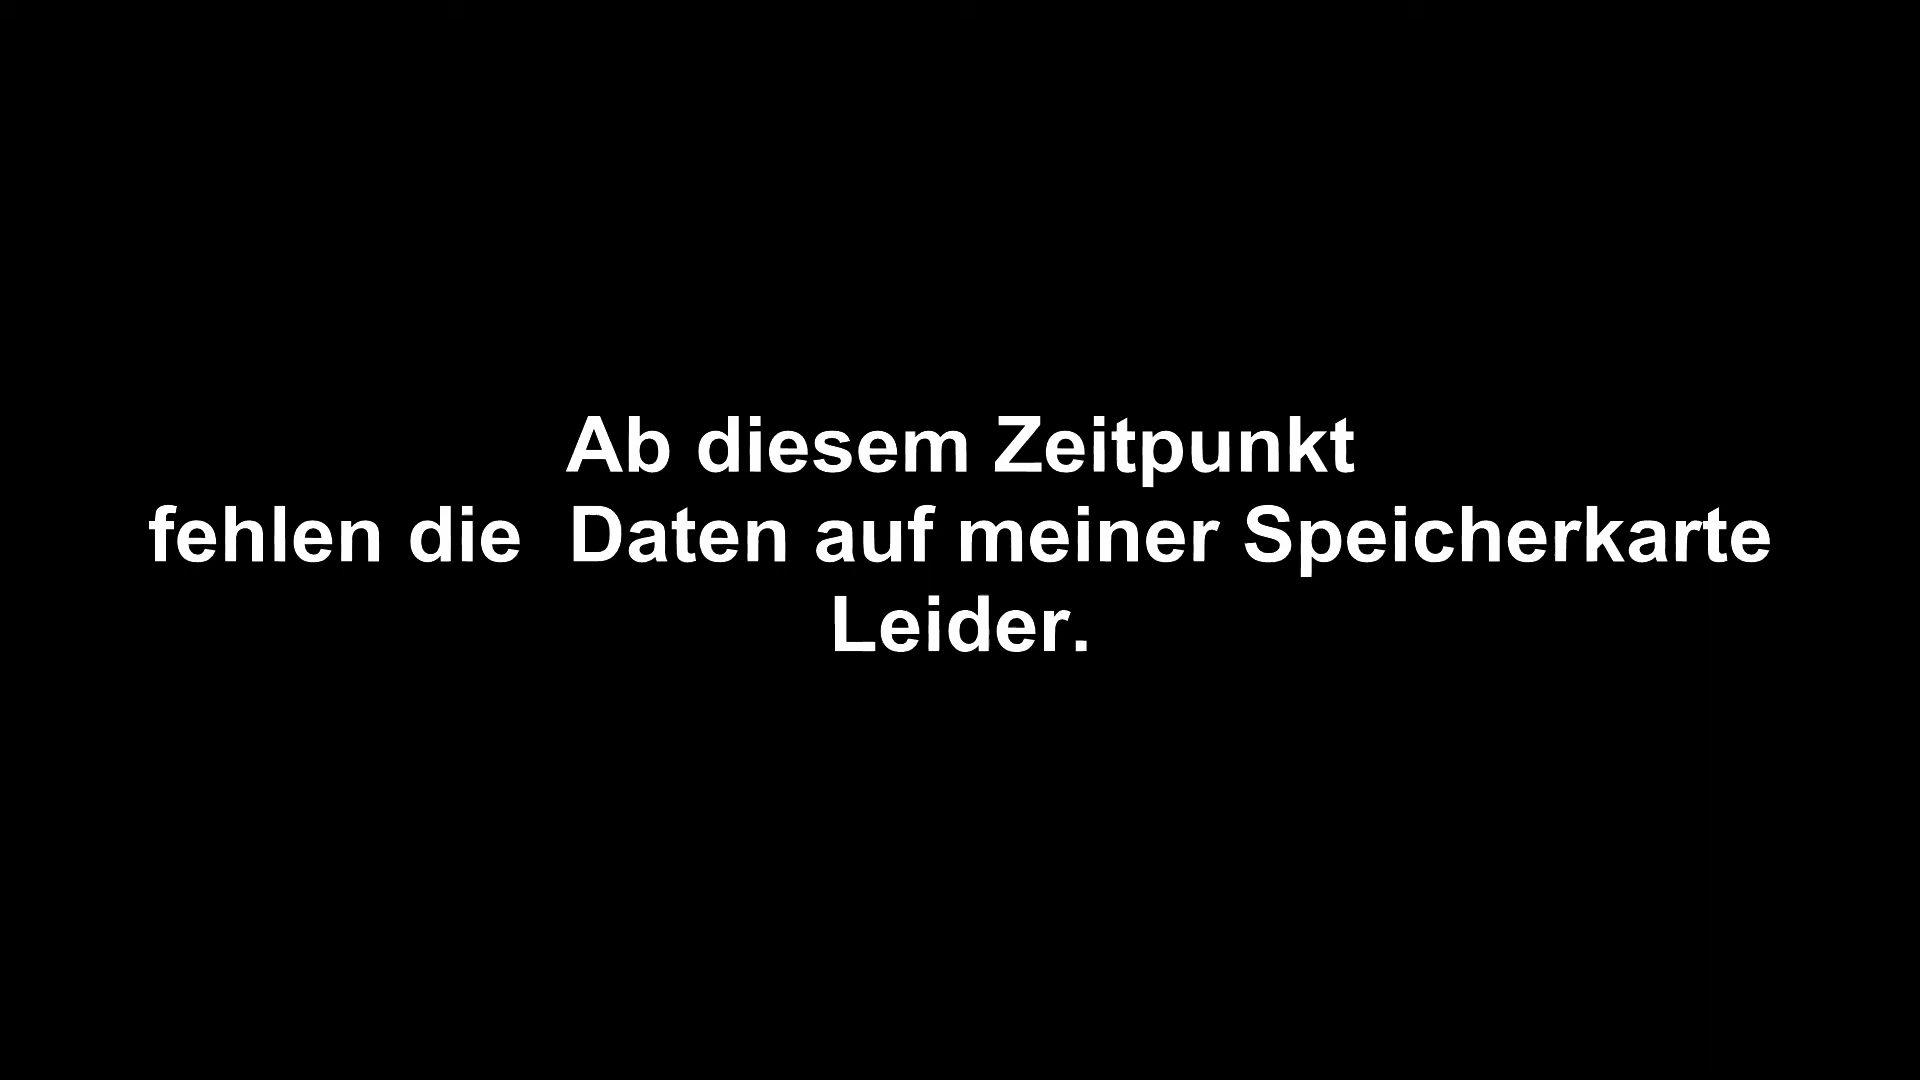 Ab diesem Zeitpunkt
fehlen die  Daten auf meiner Speicherkarte
Leider.